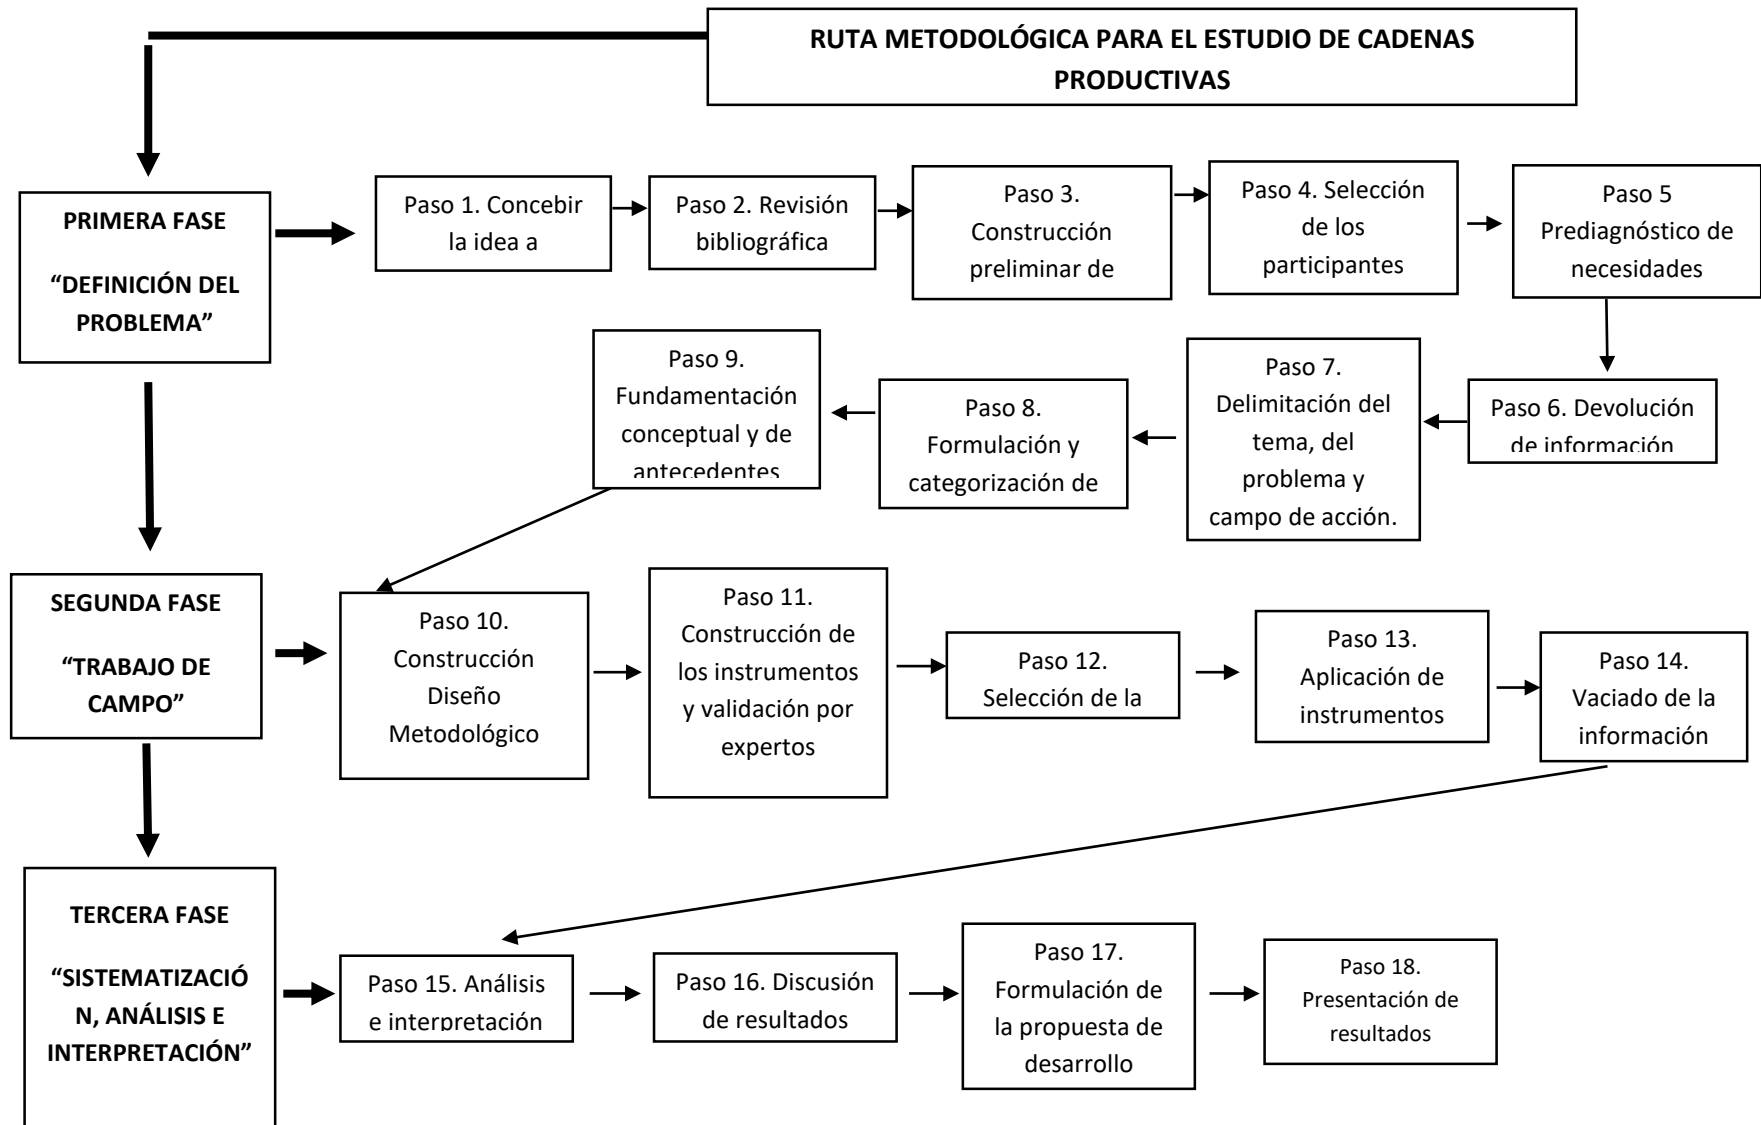 RUTA METODOLÓGICA PARA EL ESTUDIO DE CADENAS
PRODUCTIVAS
PRIMERA FASE
“DEFINICIÓN DEL
PROBLEMA”
Paso 1. Concebir
la idea a
Paso 2. Revisión
bibliográfica
Paso 3.
Construcción
preliminar de
Paso 4. Selección
de los
participantes
Paso 5
Prediagnóstico de
necesidades
Paso 6. Devolución
de información
Paso 7.
Delimitación del
tema, del
problema y
campo de acción.
Paso 8.
Formulación y
categorización de
Paso 9.
Fundamentación
conceptual y de
antecedentes
SEGUNDA FASE
“TRABAJO DE
CAMPO”
Paso 10.
Construcción
Diseño
Metodológico
Paso 11.
Construcción de
los instrumentos
y validación por
expertos
Paso 12.
Selección de la
Paso 13.
Aplicación de
instrumentos
Paso 14.
Vaciado de la
información
TERCERA FASE
“SISTEMATIZACIÓ
N, ANÁLISIS E
INTERPRETACIÓN”
Paso 15. Análisis
e interpretación
Paso 16. Discusión
de resultados
Paso 17.
Formulación de
la propuesta de
desarrollo
Paso 18.
Presentación de
resultados